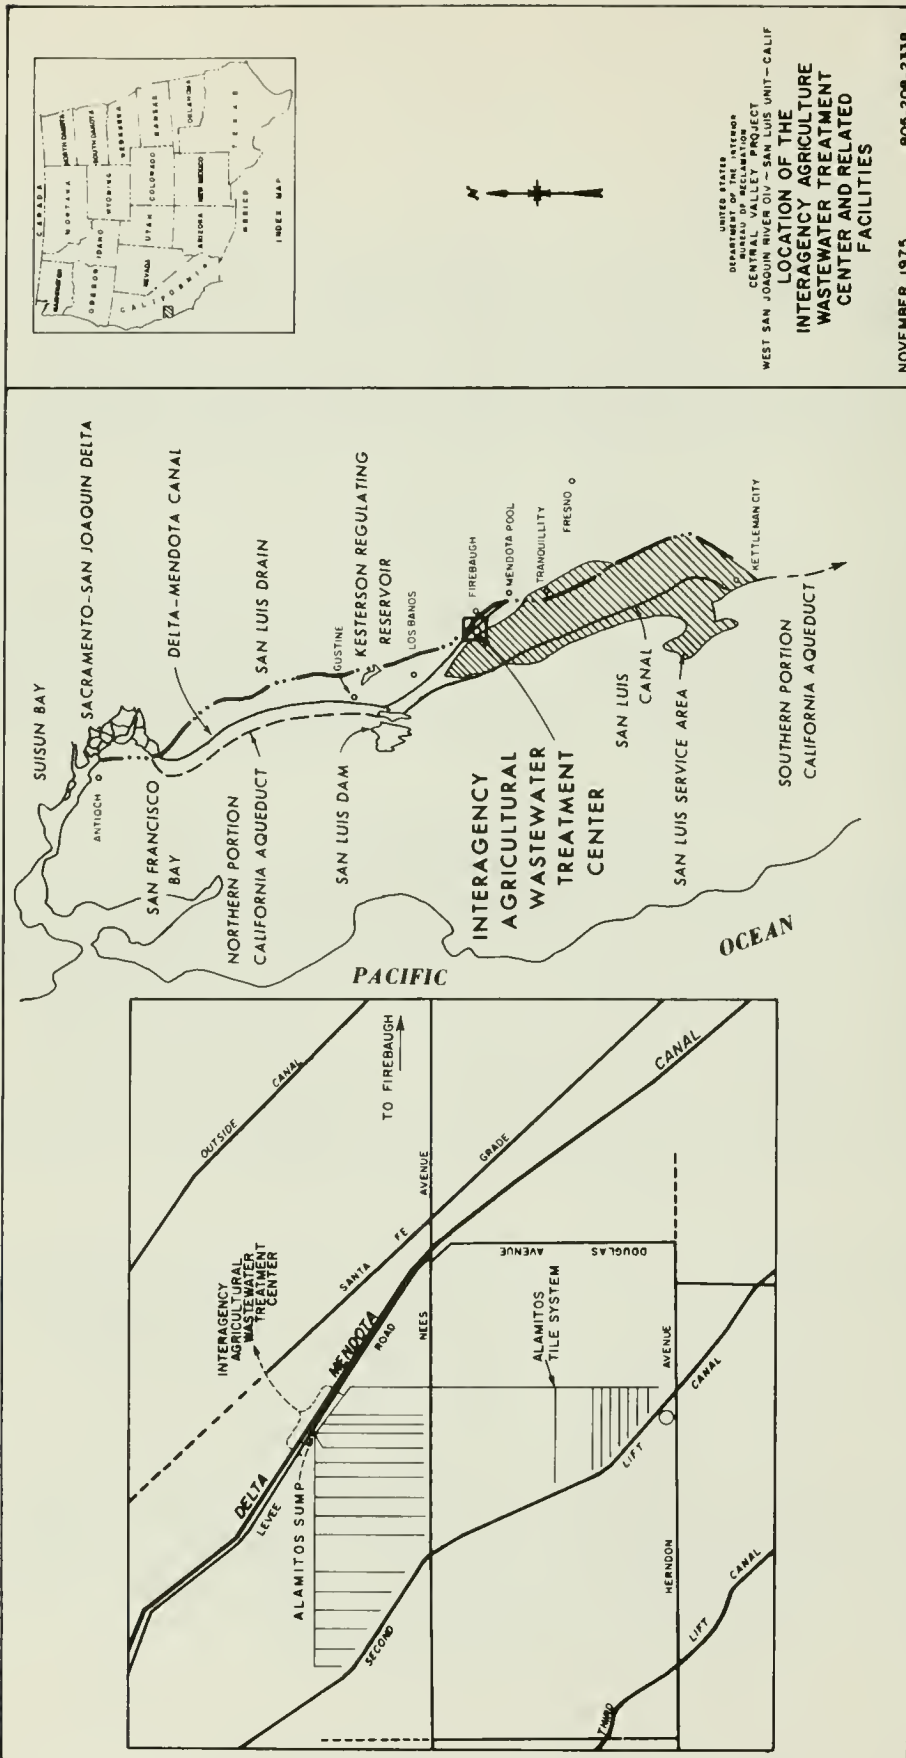 CANADA
WASHINGTON
MONTANA
NORTH DAKOTA
SOUTH DAKOTA
OREGON
IDAHO
WYOMING
NEBRASKA
NEVADA
UTAH
COLORADO
KANSAS
CALIFORNIA
ARIZONA
NEW MEXICO
OKLAHOMA
TEXAS
MEXICO
INDEX MAP
N
UNITED STATES
DEPARTMENT OF THE INTERIOR
BUREAU OF RECLAMATION
CENTRAL VALLEY PROJECT
WEST SAN JOAQUIN RIVER DIV-SAN LUIS UNIT-CALIF
LOCATION OF THE
INTERAGENCY AGRICULTURE
WASTEWATER TREATMENT
CENTER AND RELATED
FACILITIES
NOVEMBER 1975
805-208-2338
SUISUN BAY
SACRAMENTO-SAN JOAQUIN DELTA
DELTA-MENDOTA CANAL
SAN LUIS DRAIN
ANTIOCH
SAN FRANCISCO
BAY
NORTHERN PORTION
CALIFORNIA AQUEDUCT
GUSTINE
KESTERSON REGULATING
RESERVOIR
LOS BANOS
SAN LUIS DAM
FIREBAUGH
MENDOTA POOL
TRANQUILLITY
FRESNO
INTERAGENCY
AGRICULTURAL
WASTEWATER
TREATMENT
CENTER
SAN LUIS
CANAL
SAN LUIS SERVICE AREA
KETTLEMAN CITY
SOUTHERN PORTION
CALIFORNIA AQUEDUCT
PACIFIC
OCEAN
OUTSIDE
CANAL
TO FIREBAUGH
INTERAGENCY
AGRICULTURAL
WASTEWATER
TREATMENT
CENTER
SANTA
FE
GRADE
DELTA
MENDOTA
CANAL
LEVEE
ROAD
NEES
AVENUE
ALAMITOS SUMP
DOUGLAS
AVENUE
ALAMITOS
TILE SYSTEM
SECOND
LIFT
CANAL
HERNDON
AVENUE
THIRD
LIFT
CANAL